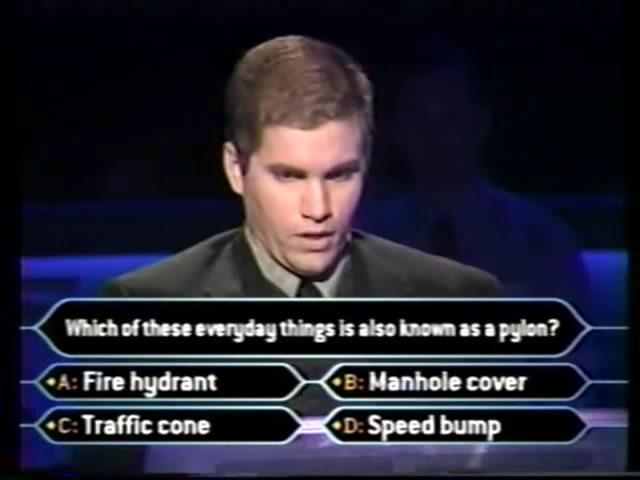 Which of these everyday things is also known as a pylon?
A: Fire hydrant
B: Manhole cover
C: Traffic cone
D: Speed bump